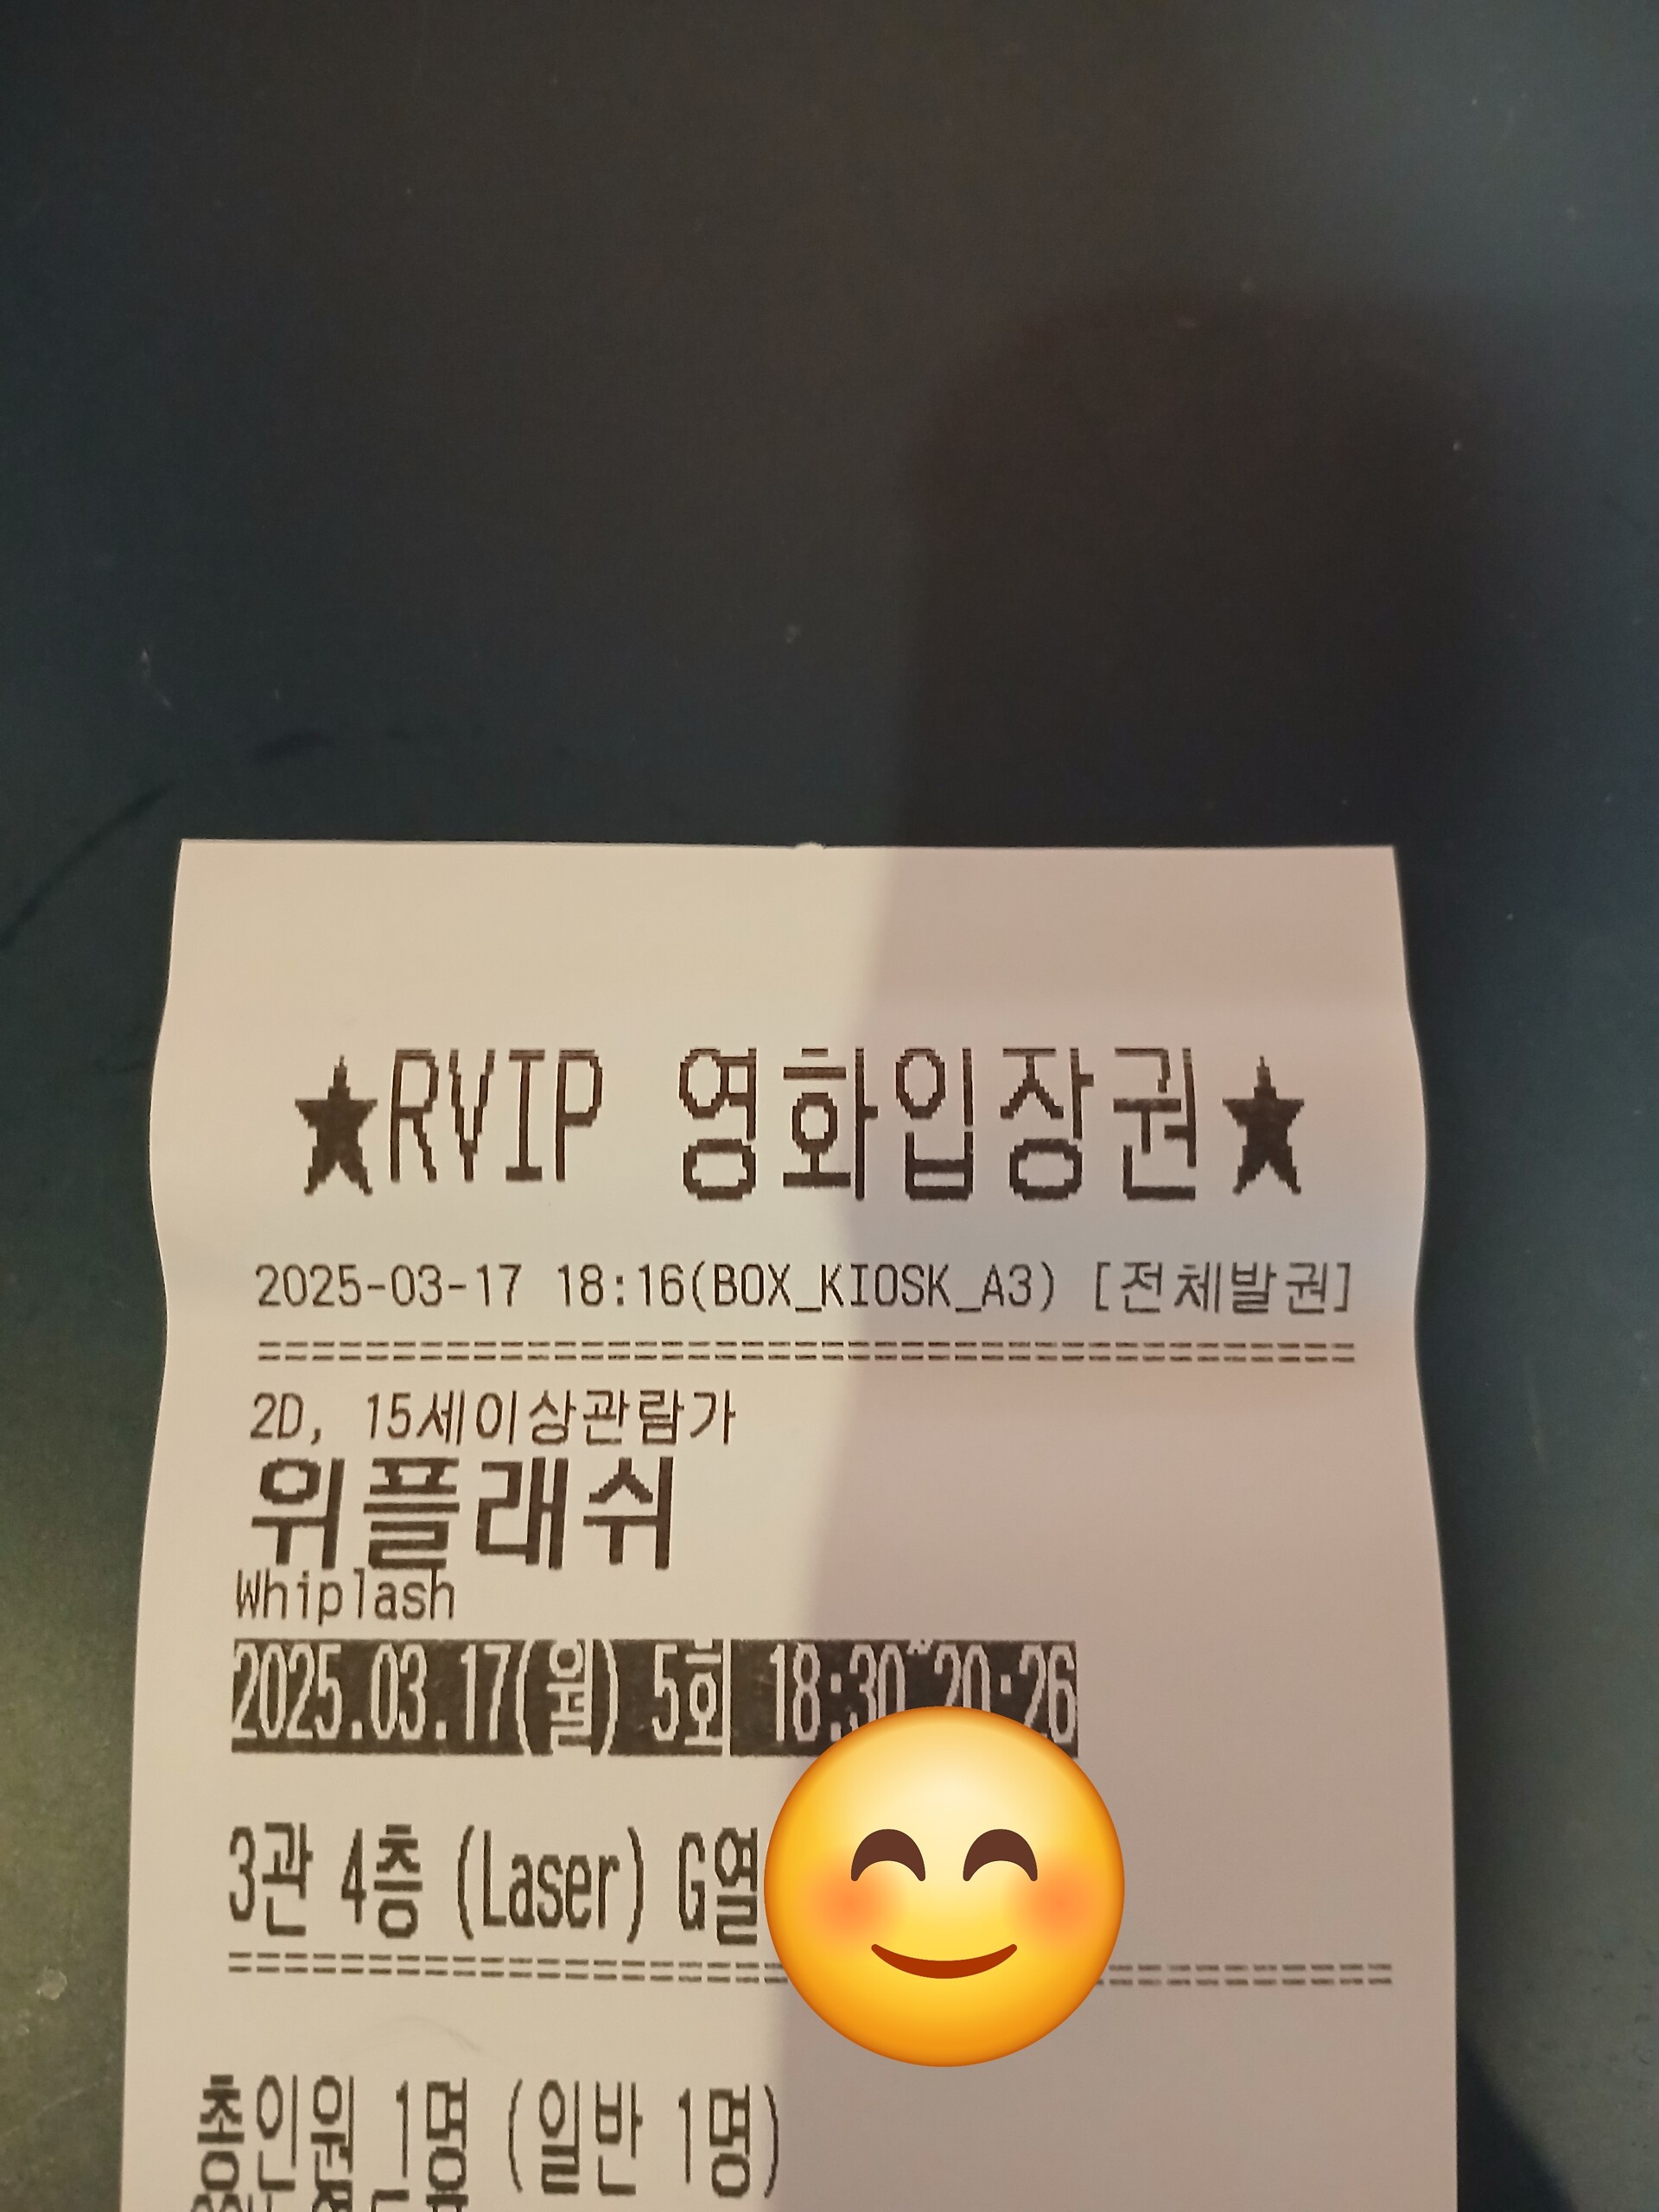 ★RVIP 영화입장권★
2025-03-17 18:16(BOX_KIOSK_A3) [전체발권]
2D, 15세이상관람가
위플래쉬
Whiplash
2025.03.17(월) 5회 18:30~20:26
3관 4층 (Laser) G열
총인원 1명 (일반 1명)